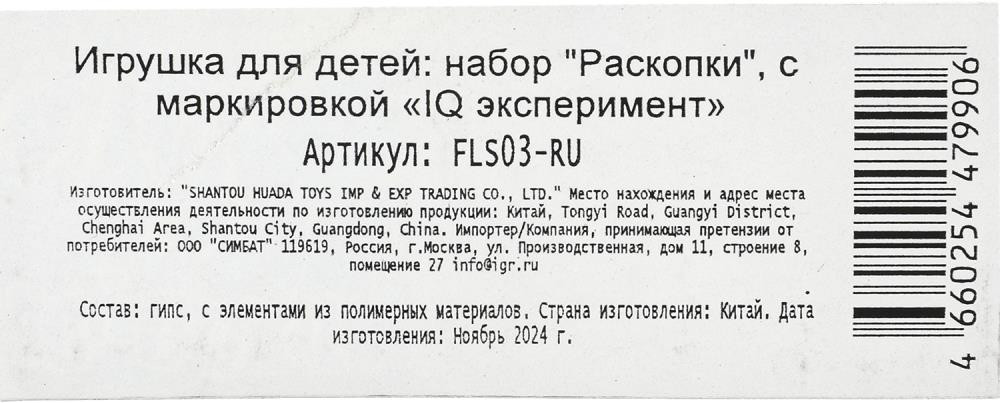 Игрушка для детей: набор "Раскопки", с
маркировкой «IQ эксперимент»
Артикул: FLS03-RU
Изготовитель: "SHANTOU HUADA TOYS IMP & EXP TRADING CO., LTD." Место нахождения и адрес места
осуществления деятельности по изготовлению продукции: Китай, Tongyi Road, Guangyi District,
Chenghai Area, Shantou City, Guangdong, China. Импортер/Компания, принимающая претензии от
потребителей: ООО "СИМБАТ" 119619, Россия, г.Москва, ул. Производственная, дом 11, строение 8,
помещение 27 info@igr.ru
Состав: гипс, с элементами из полимерных материалов. Страна изготовления: Китай. Дата
изготовления: Ноябрь 2024 г.
4 660254 479906